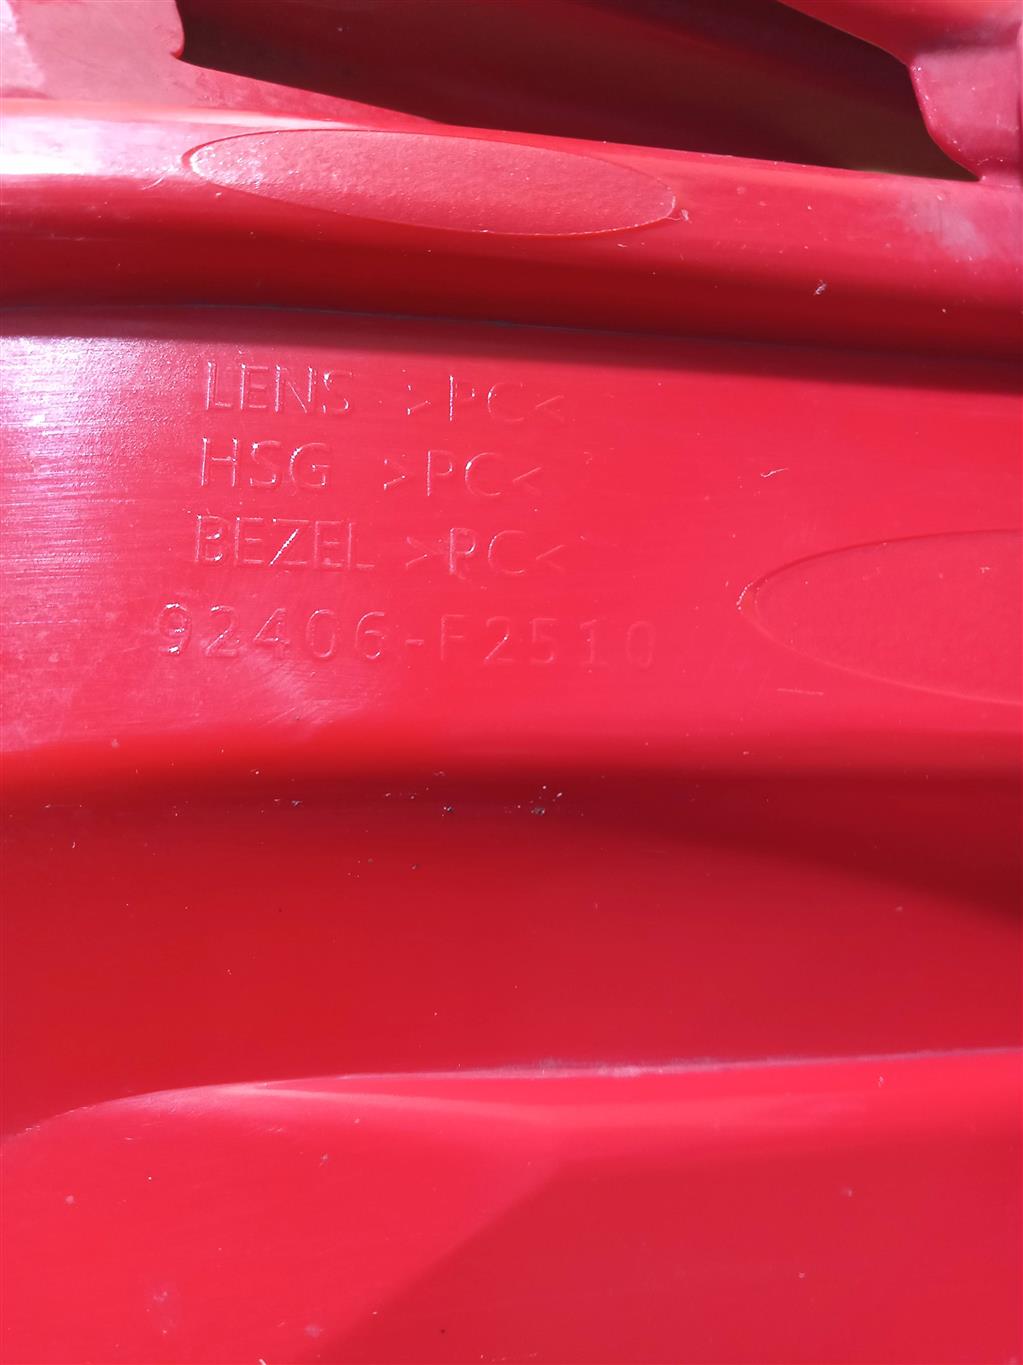 LENS >PC<
HSG >PC<
BEZEL >PC<
92406-F2510